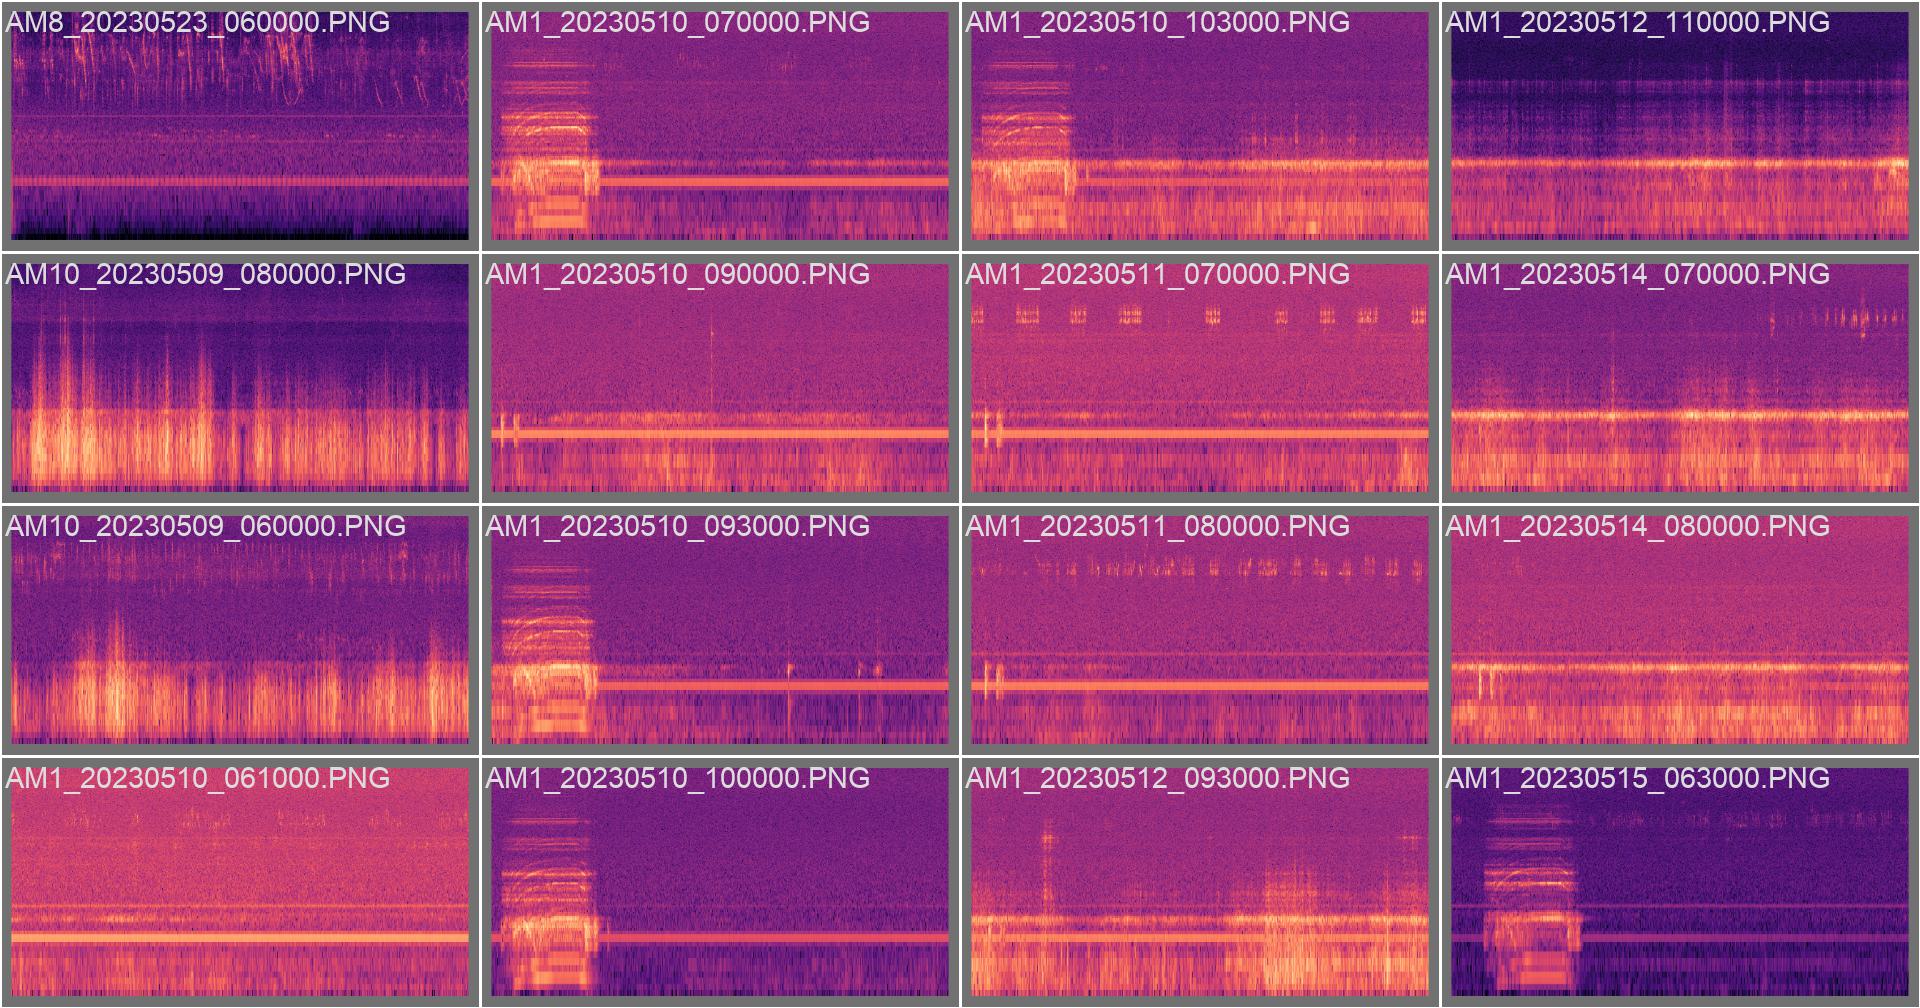 AM8_20230523_060000.PNG
AM1_20230510_070000.PNG
AM1_20230510_103000.PNG
AM1_20230512_110000.PNG
AM10_20230509_080000.PNG
AM1_20230510_090000.PNG
AM1_20230511_070000.PNG
AM1_20230514_070000.PNG
AM10_20230509_060000.PNG
AM1_20230510_093000.PNG
AM1_20230511_080000.PNG
AM1_20230514_080000.PNG
AM1_20230510_061000.PNG
AM1_20230510_100000.PNG
AM1_20230512_093000.PNG
AM1_20230515_063000.PNG